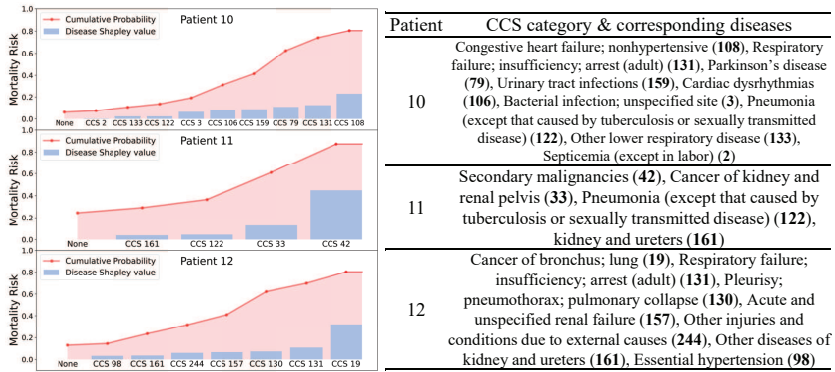 Patient 10
Cumulative Probability
Disease Shapley value
Mortality Risk
1.0
0.8
0.6
0.4
0.2
0.0
None CCS 2 CCS 133 CCS 122 CCS 3 CCS 106 CCS 159 CCS 79 CCS 131 CCS 108
Patient 11
Cumulative Probability
Disease Shapley value
Mortality Risk
1.0
0.8
0.6
0.4
0.2
0.0
None CCS 161 CCS 122 CCS 33 CCS 42
Patient 12
Cumulative Probability
Disease Shapley value
Mortality Risk
1.0
0.8
0.6
0.4
0.2
0.0
None CCS 98 CCS 161 CCS 244 CCS 157 CCS 130 CCS 131 CCS 19
Patient CCS category & corresponding diseases
10
Congestive heart failure; nonhypertensive (108), Respiratory
failure; insufficiency; arrest (adult) (131), Parkinson's disease
(79), Urinary tract infections (159), Cardiac dysrhythmias
(106), Bacterial infection; unspecified site (3), Pneumonia
(except that caused by tuberculosis or sexually transmitted
disease) (122), Other lower respiratory disease (133),
Septicemia (except in labor) (2)
11
Secondary malignancies (42), Cancer of kidney and
renal pelvis (33), Pneumonia (except that caused by
tuberculosis or sexually transmitted disease) (122),
kidney and ureters (161)
12
Cancer of bronchus; lung (19), Respiratory failure;
insufficiency; arrest (adult) (131), Pleurisy;
pneumothorax; pulmonary collapse (130), Acute and
unspecified renal failure (157), Other injuries and
conditions due to external causes (244), Other diseases of
kidney and ureters (161), Essential hypertension (98)